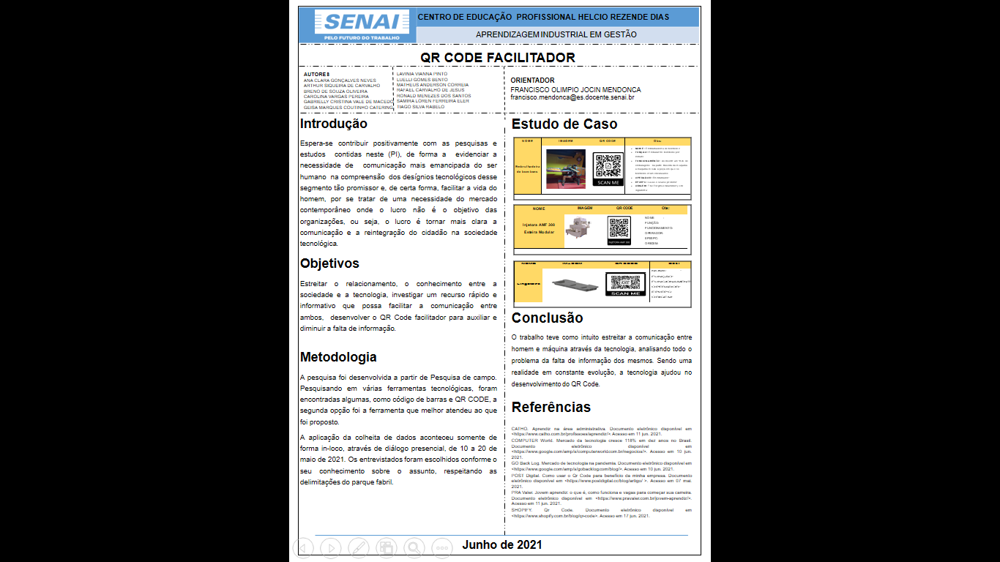 SENAI
PELO FUTURO DO TRABALHO
CENTRO DE EDUCAÇÃO PROFISSIONAL HELCIO REZENDE DIAS
APRENDIZAGEM INDUSTRIAL EM GESTÃO
QR CODE FACILITADOR
AUTORES
ANA CLARA GONÇALVES NEVES
ARTHUR SIQUEIRA DE CARVALHO
BRENO DE SOUZA OLIVEIRA
CAROLINA VARGAS PEREIRA
GABRIELLY CRISTINA VALE DE MACEDO
GEISA MARQUES COUTINHO CATERING
LAVINIA VIANNA PINTO
LUELLI GOMES BENTO
MATHEUS ANDERSON CORREIA
RAFAEL CARVALHO DE JESUS
RONALD MENEZES DOS SANTOS
SAMIRA LOREN FERREIRA ELER
TIAGO SILVA RABELO
ORIENTADOR
FRANCISCO OLIMPIO JOCIN MENDONCA
francisco.mendonca@es.docente.senai.br
Introdução
Espera-se contribuir positivamente com as pesquisas e
estudos contidas neste (PI), de forma a evidenciar a
necessidade de comunicação mais emancipada do ser
humano na compreensão dos desígnios tecnológicos desse
segmento tão promissor e, de certa forma, facilitar a vida do
homem, por se tratar de uma necessidade do mercado
contemporâneo onde o lucro não é o objetivo das
organizações, ou seja, o lucro é tornar mais clara a
comunicação e a reintegração do cidadão na sociedade
tecnológica.
Objetivos
Estreitar o relacionamento, o conhecimento entre a
sociedade e a tecnologia, investigar um recurso rápido e
informativo que possa facilitar a comunicação entre
ambos, desenvolver o QR Code facilitador para auxiliar e
diminuir a falta de informação.
Metodologia
A pesquisa foi desenvolvida a partir de Pesquisa de campo.
Pesquisando em várias ferramentas tecnológicas, foram
encontradas algumas, como código de barras e QR CODE, a
segunda opção foi a ferramenta que melhor atendeu ao que
foi proposto.
A aplicação da colheita de dados aconteceu somente de
forma in-loco, através de diálogo presencial, de 10 a 20 de
maio de 2021. Os entrevistados foram escolhidos conforme o
seu conhecimento sobre o assunto, respeitando as
delimitações do parque fabril.
Estudo de Caso
NOME IMAGEM QR CODE Obs:
Embrulhadeira
de bombons
SCAN ME
NOME IMAGEM QR CODE Obs:
Injetora AMF 300
Esteira Modular
INJETORA AMF 300
NOME:
FUNÇÃO:
FUNCIONAMENTO:
OPERADOR:
EPI/EPC:
ORIGEM:
NOME IMAGEM QR CODE Obs:
Lingoteira
SCAN ME
NOME:
FUNÇÃO:
FUNCIONAMENTO
OPERADOR:
EPI/EPC:
ORIGEM:
Conclusão
O trabalho teve como intuito estreitar a comunicação entre
homem e máquina através da tecnologia, analisando todo o
problema da falta de informação dos mesmos. Sendo uma
realidade em constante evolução, a tecnologia ajudou no
desenvolvimento do QR Code.
Referências
CATHO. Aprendiz na área administrativa. Documento eletrônico disponível em
<https://www.catho.com.br/profissoes/aprendiz/>. Acesso em 11 jun. 2021.
COMPUTER World. Mercado da tecnologia cresce 118% em dez anos no Brasil.
Documento eletrônico disponível em
<https://www.google.com/amp/s/computerworld.com.br/negocios/>. Acesso em 10 jun.
2021.
GO Back Log. Mercado de tecnologia na pandemia. Documento eletrônico disponível em
<https://www.google.com/amp/s/gobacklog.com/blog/>. Acesso em 10 jun. 2021.
POST Digital. Como usar o Qr Code para benefício da minha empresa. Documento
eletrônico disponível em <https://www.postdigital.cc/blog/artigo/ >. Acesso em 07 mai.
2021.
PRA Valer. Jovem aprendiz: o que é, como funciona e vagas para começar sua carreira.
Documento eletrônico disponível em <https://www.pravaler.com.br/jovem-aprendiz/>.
Acesso em 11 jun. 2021.
SHOPIFY. Qr Code. Documento eletrônico disponível em
<https://www.shopify.com.br/blog/qr-code>. Acesso em 17 jun. 2021.
Junho de 2021